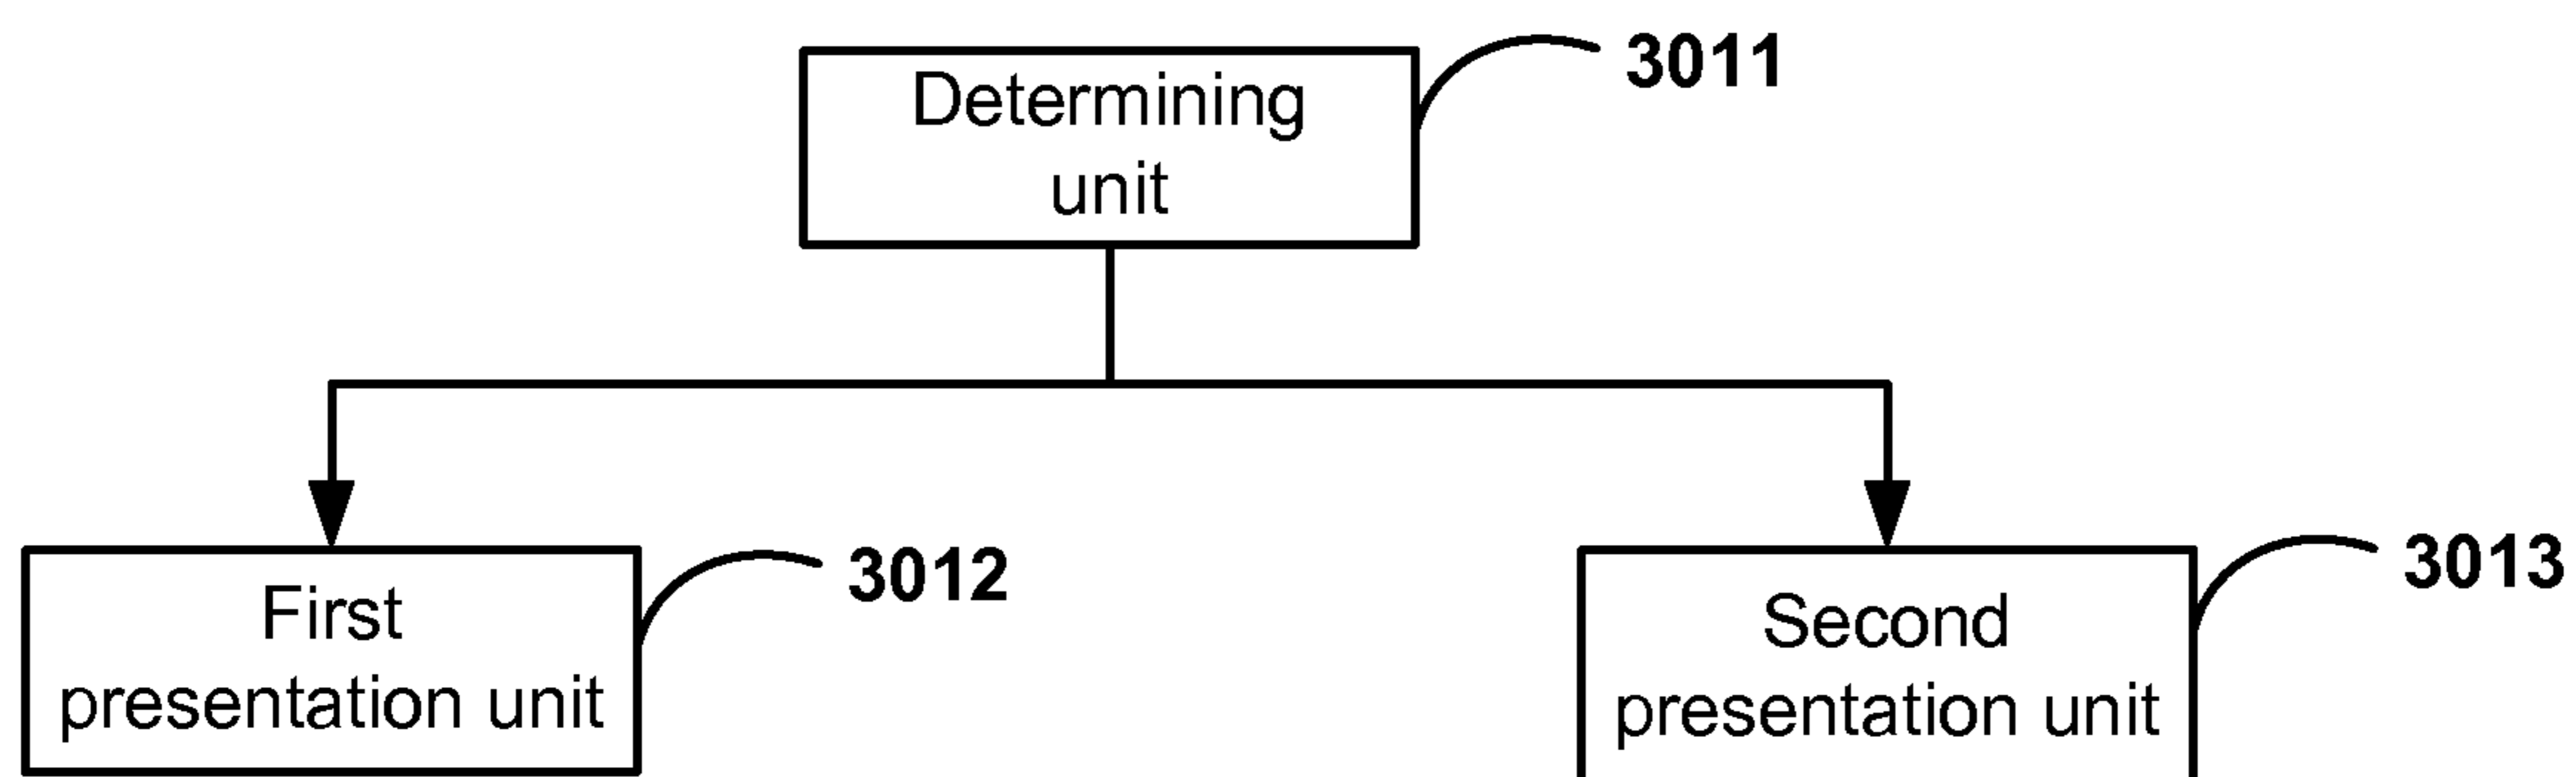 Determining
unit
3011
First
presentation unit
3012
Second
presentation unit
3013